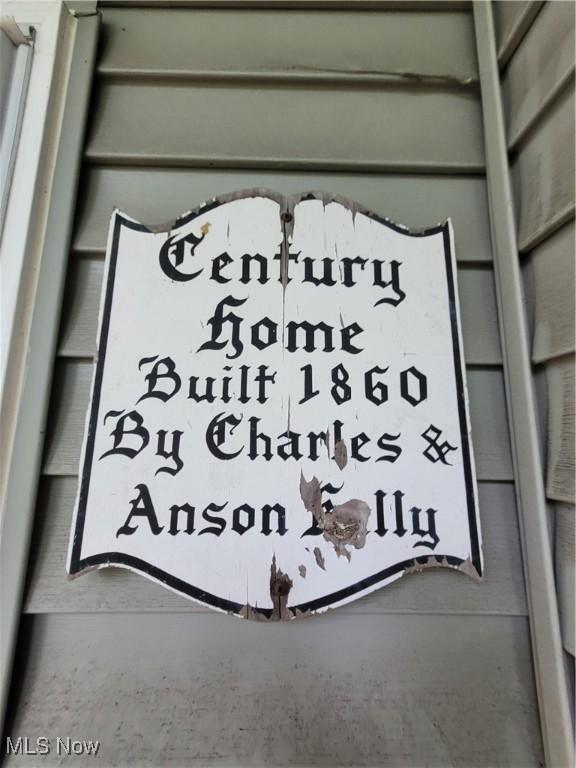 Century
Home
Built 1860
By Charles &
Anson
MLS Now